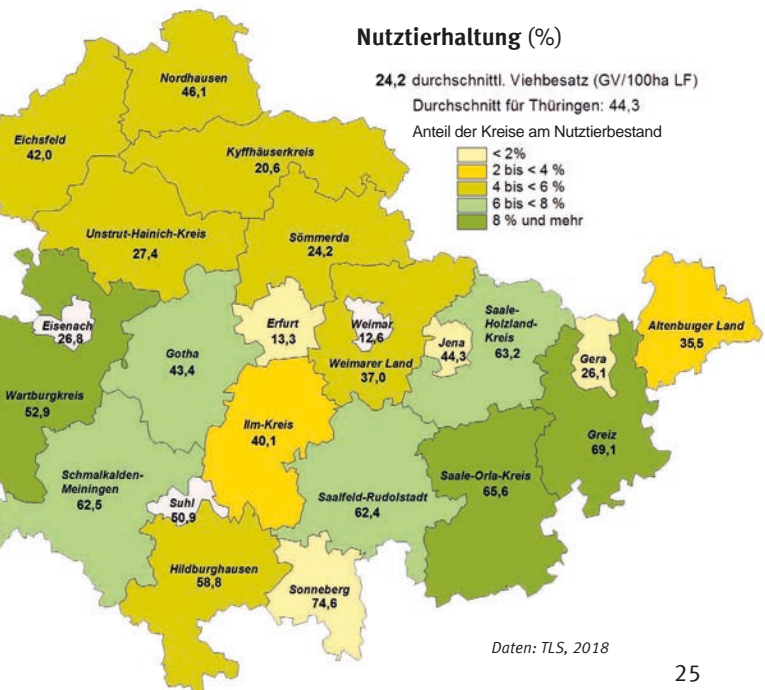 Nutztierhaltung (%)
24,2 durchschnittl. Viehbesatz (GV/100ha LF)
Durchschnitt für Thüringen: 44,3
Anteil der Kreise am Nutztierbestand
< 2%
2 bis < 4 %
4 bis < 6 %
6 bis < 8 %
8 % und mehr
Nordhausen
46,1
Eichsfeld
42,0
Kyffhäuserkreis
20,6
Unstrut-Hainich-Kreis
27,4
Sömmerda
24,2
Eisenach
26,8
Wartburgkreis
52,9
Gotha
43,4
Erfurt
13,3
Weimar
12,6
Weimarer Land
37,0
Jena
44,3
Saale-
Holzland-
Kreis
63,2
Gera
26,1
Altenburger Land
35,5
Ilm-Kreis
40,1
Greiz
69,1
Schmalkalden-
Meiningen
62,5
Suhl
50,9
Saalfeld-Rudolstadt
62,4
Saale-Orla-Kreis
65,6
Hildburghausen
58,8
Sonneberg
74,6
Daten: TLS, 2018
25